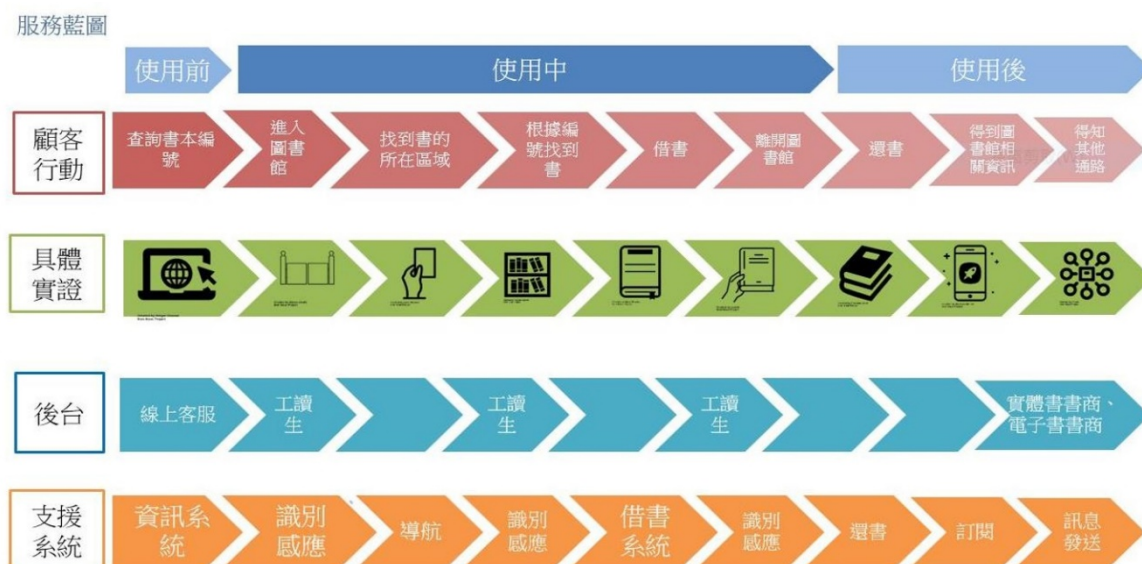 服務藍圖
使用前
使用中
使用後
顧客
行動
查詢書本編
號
進入
圖書
館
找到書的
所在區域
根據編
號找到
書
借書
離開圖
書館
還書
得到圖
書館相
關資訊
得知
其他
通路
具體
實證
後台
線上客服
工讀
生
工讀
生
工讀
生
實體書書商、
電子書書商
支援
系統
資訊系
統
識別
感應
導航
識別
感應
借書
系統
識別
感應
還書
訂閱
訊息
發送